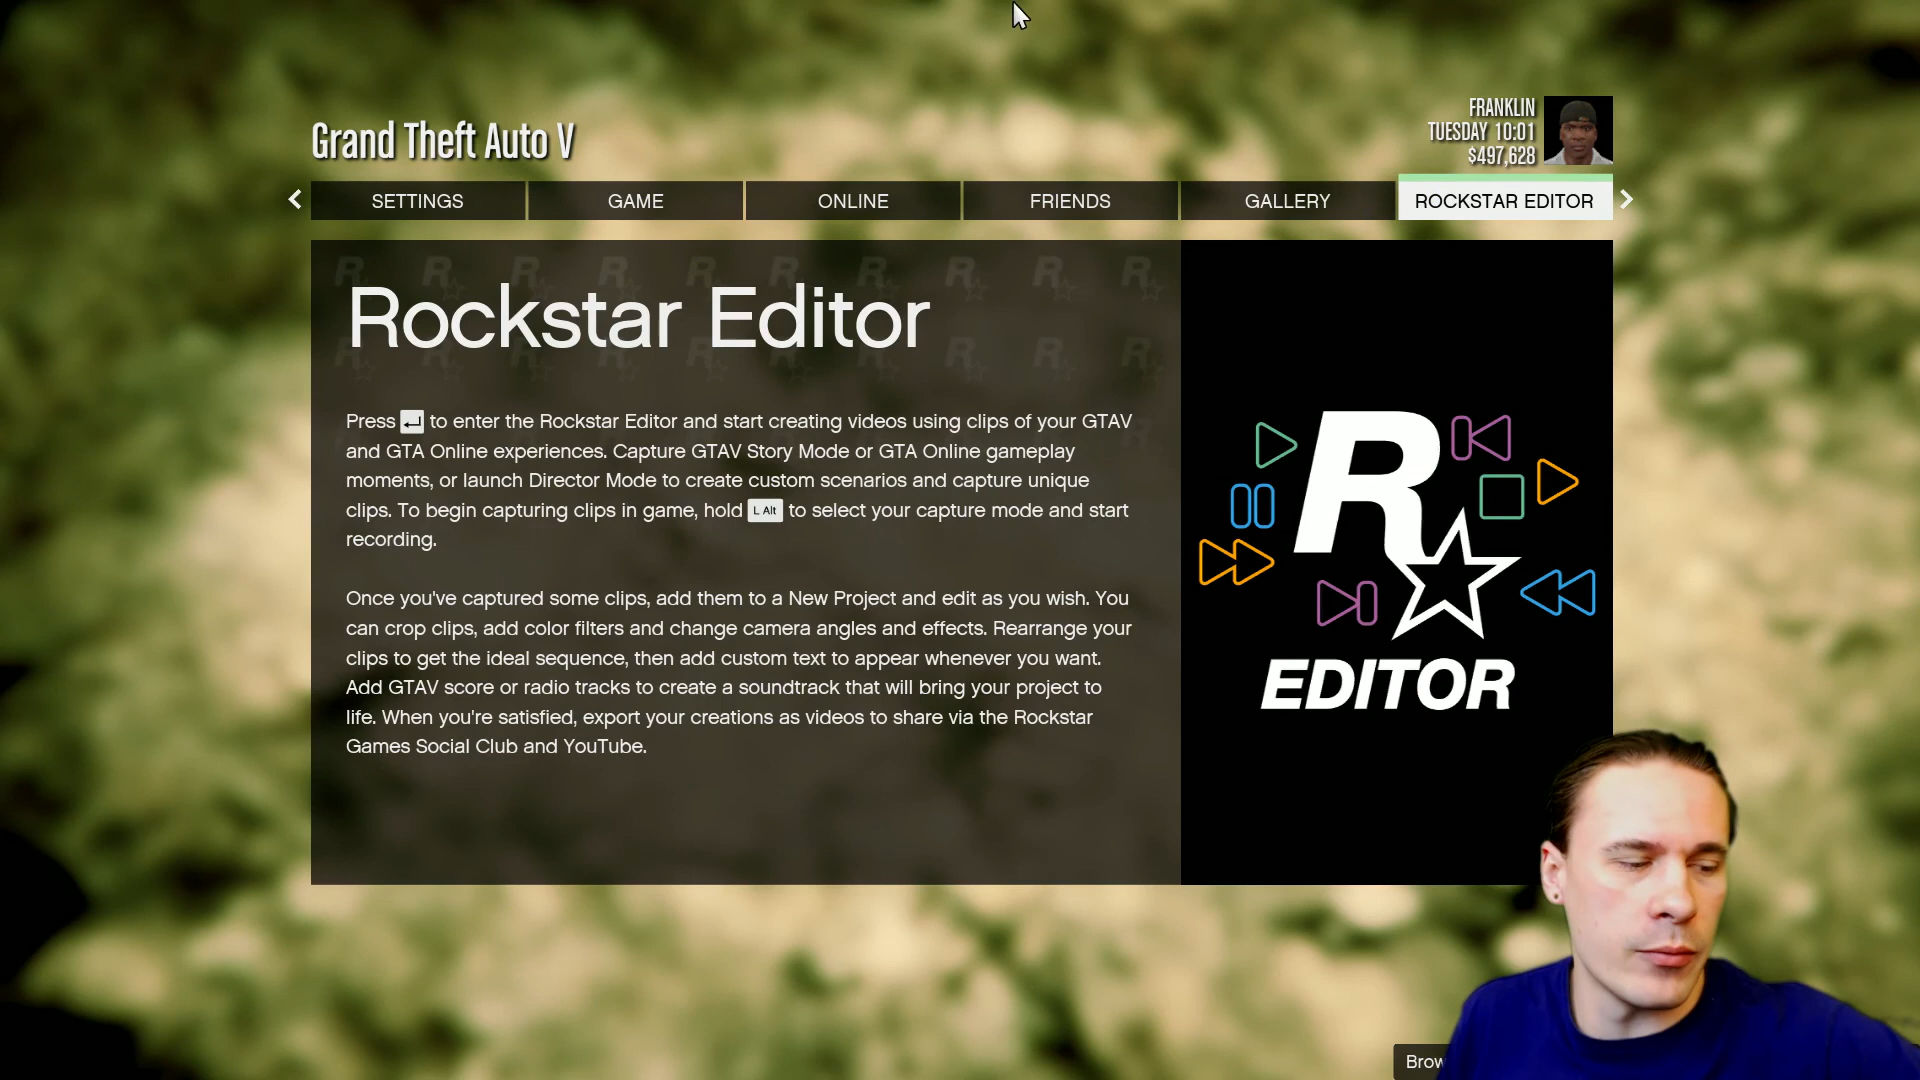 Grand Theft Auto V
FRANKLIN
TUESDAY 10:01
$497,628
SETTINGS
GAME
ONLINE
FRIENDS
GALLERY
ROCKSTAR EDITOR
Rockstar Editor
Press to enter the Rockstar Editor and start creating videos using clips of your GTAV
and GTA Online experiences. Capture GTAV Story Mode or GTA Online gameplay
moments, or launch Director Mode to create custom scenarios and capture unique
clips. To begin capturing clips in game, hold L Alt to select your capture mode and start
recording.
Once you've captured some clips, add them to a New Project and edit as you wish. You
can crop clips, add color filters and change camera angles and effects. Rearrange your
clips to get the ideal sequence, then add custom text to appear whenever you want.
Add GTAV score or radio tracks to create a soundtrack that will bring your project to
life. When you're satisfied, export your creations as videos to share via the Rockstar
Games Social Club and YouTube.
R
EDITOR